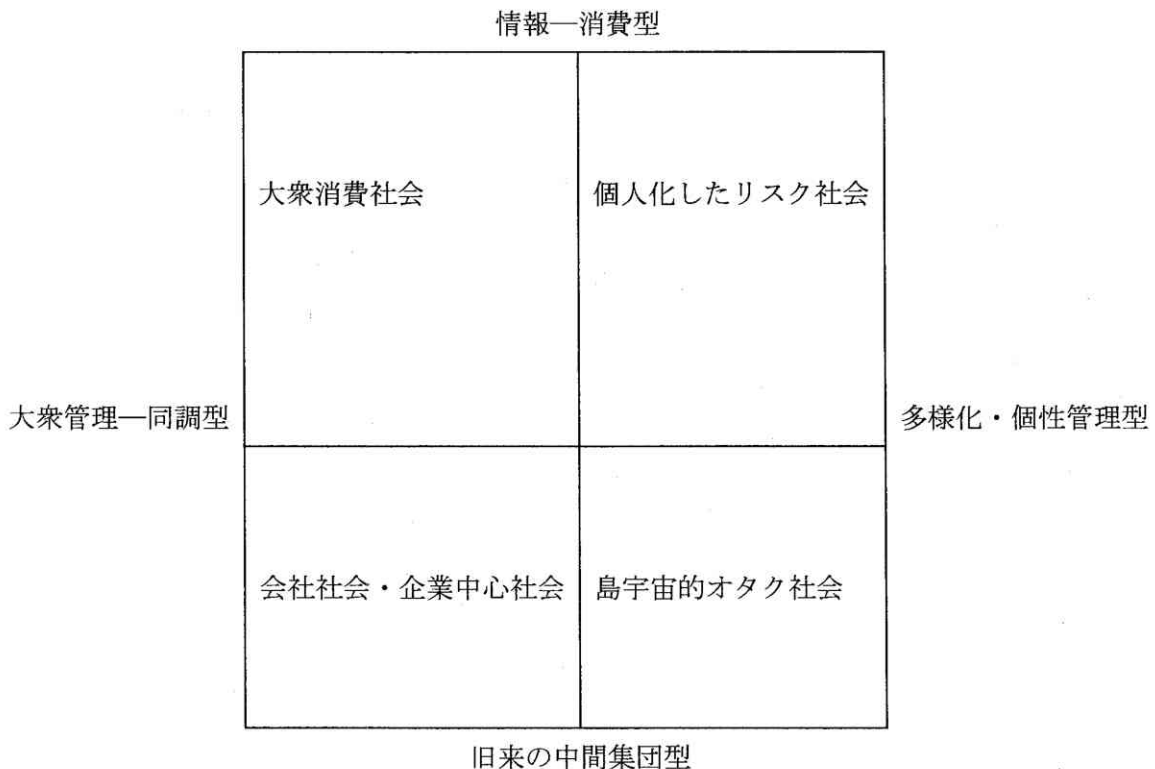 情報―消費型
大衆消費社会
個人化したリスク社会
大衆管理―同調型
多様化・個性管理型
会社社会・企業中心社会
島宇宙的オタク社会
旧来の中間集団型